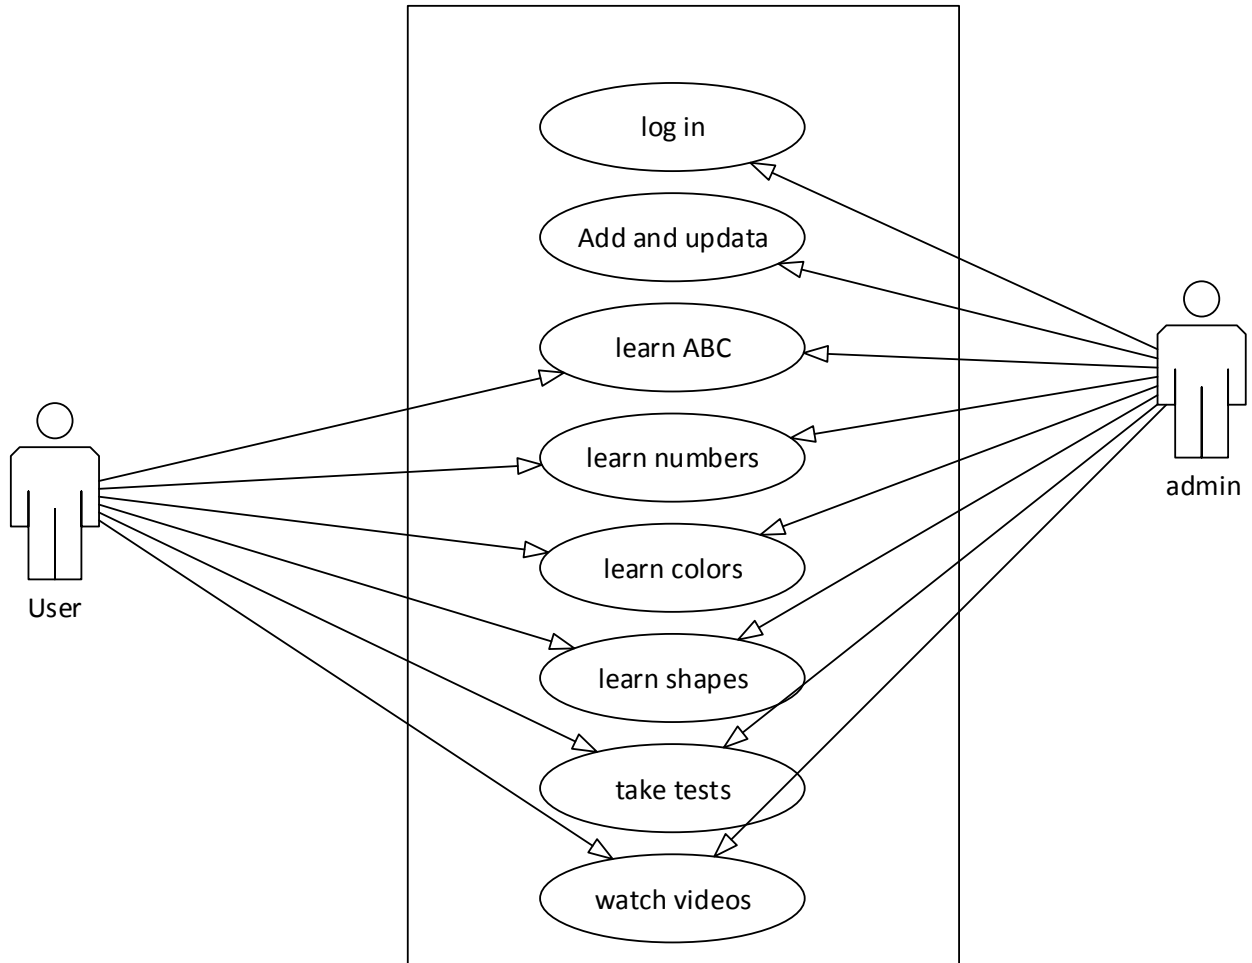 log in
Add and updata
learn ABC
learn numbers
admin
learn colors
User
learn shapes
take tests
watch videos